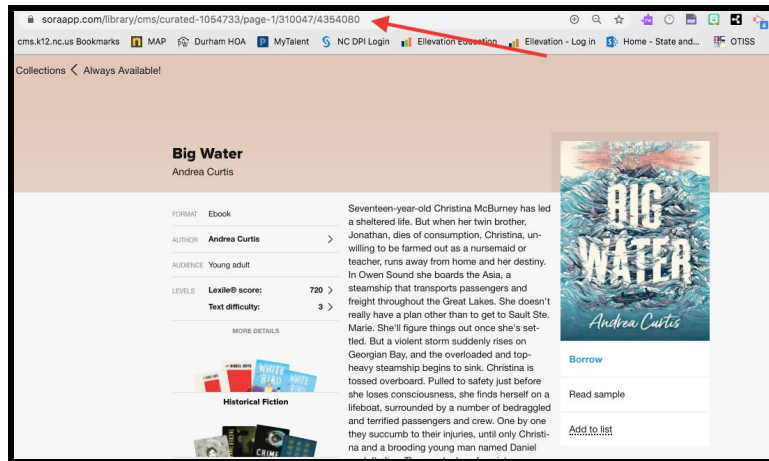 soraapp.com/library/cms/curated-1054733/page-1/310047/4354080
cms.k12.nc.us Bookmarks MAP Durham HOA MyTalent NC DPI Login Ellevation Education Ellevation - Log in Home - State and... OTISS
Collections < Always Available!
Big Water
Andrea Curtis
FORMAT Ebook
AUTHOR Andrea Curtis >
AUDIENCE Young adult
LEVELS Lexile® score: 720 >
Text difficulty: 3 >
MORE DETAILS
WHITE
BIRD
Historical Fiction
CRIME
Seventeen-year-old Christina McBurney has led
a sheltered life. But when her twin brother,
Jonathan, dies of consumption, Christina, un-
willing to be farmed out as a nursemaid or
teacher, runs away from home and her destiny.
In Owen Sound she boards the Asia, a
steamship that transports passengers and
freight throughout the Great Lakes. She doesn't
really have a plan other than to get to Sault Ste.
Marie. She'll figure things out once she's set-
tled. But a violent storm suddenly rises on
Georgian Bay, and the overloaded and top-
heavy steamship begins to sink. Christina is
tossed overboard. Pulled to safety just before
she loses consciousness, she finds herself on a
lifeboat, surrounded by a number of bedraggled
and terrified passengers and crew. One by one
they succumb to their injuries, until only Christi-
na and a brooding young man named Daniel
BIG
WATER
Andrea Curtis
Borrow
Read sample
Add to list